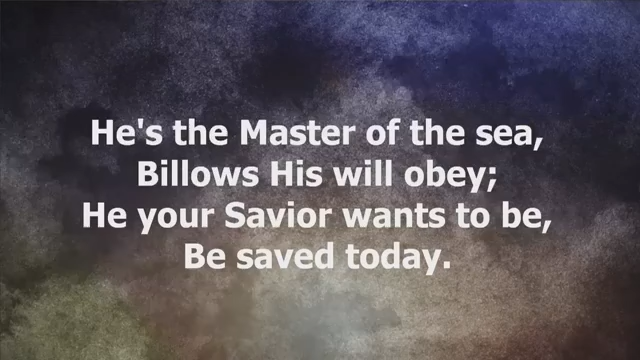 He's the Master of the sea,
Billows His will obey;
He your Savior wants to be,
Be saved today.